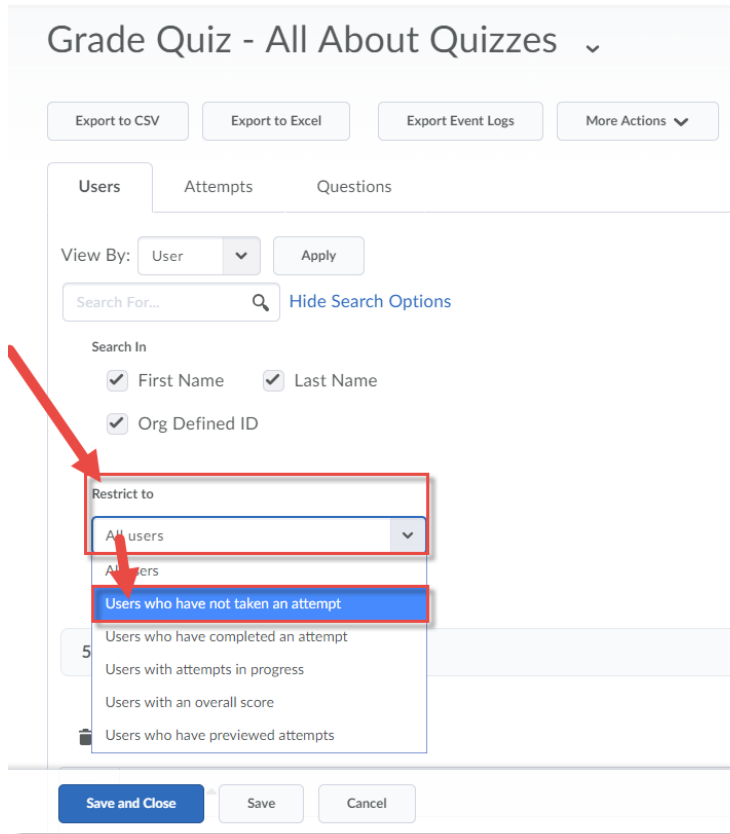 Grade Quiz - All About Quizzes
Export to CSV Export to Excel Export Event Logs More Actions
Users Attempts Questions
View By: User Apply
Search For... Hide Search Options
Search In
First Name Last Name
Org Defined ID
Restrict to
All users
All users
Users who have not taken an attempt
Users who have completed an attempt
5
Users with attempts in progress
Users with an overall score
Users who have previewed attempts
Save and Close Save Cancel